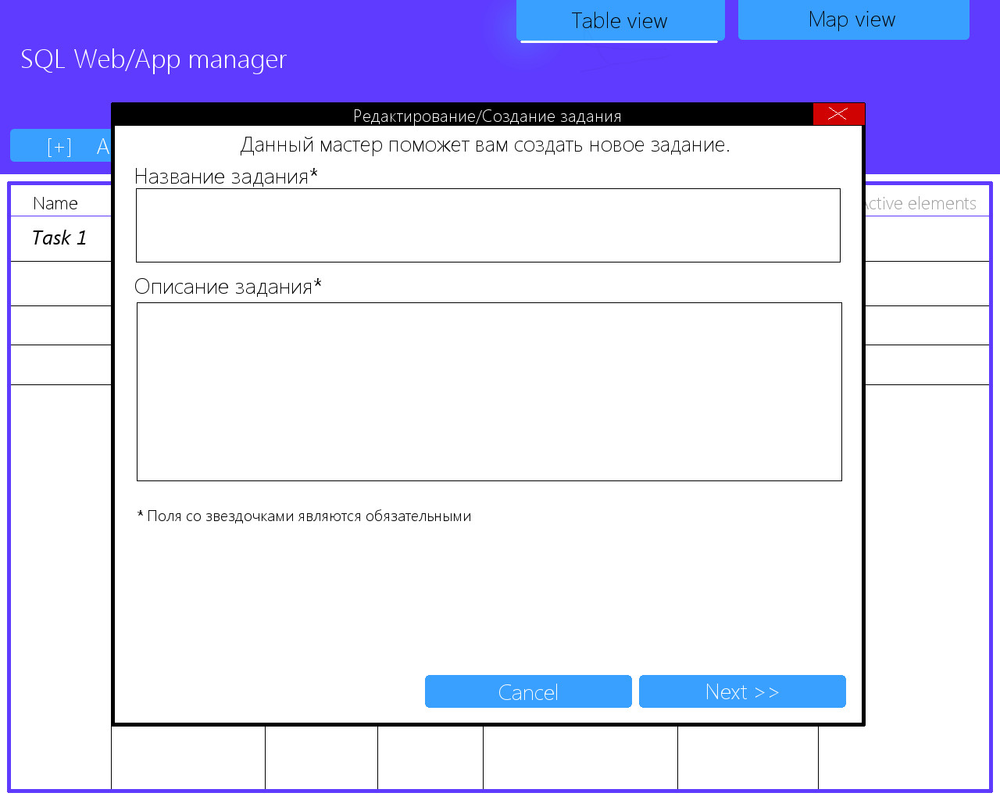 Table view
Map view
SQL Web/App manager
Редактирование/Создание задания
[+] A
Данный мастер поможет вам создать новое задание.
Название задания*
Name
Active elements
Task 1
Описание задания*
* Поля со звездочками являются обязательными
Cancel
Next >>